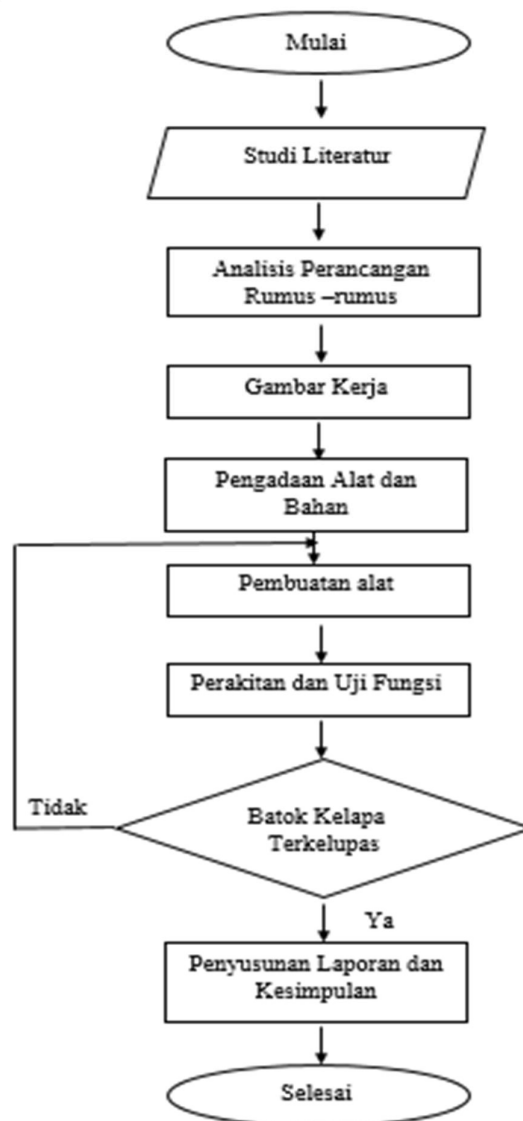 Mulai
Studi Literatur
Analisis Perancangan
Rumus –rumus
Gambar Kerja
Pengadaan Alat dan
Bahan
Pembuatan alat
Perakitan dan Uji Fungsi
Tidak
Batok Kelapa
Terkelupas
Ya
Penyusunan Laporan dan
Kesimpulan
Selesai